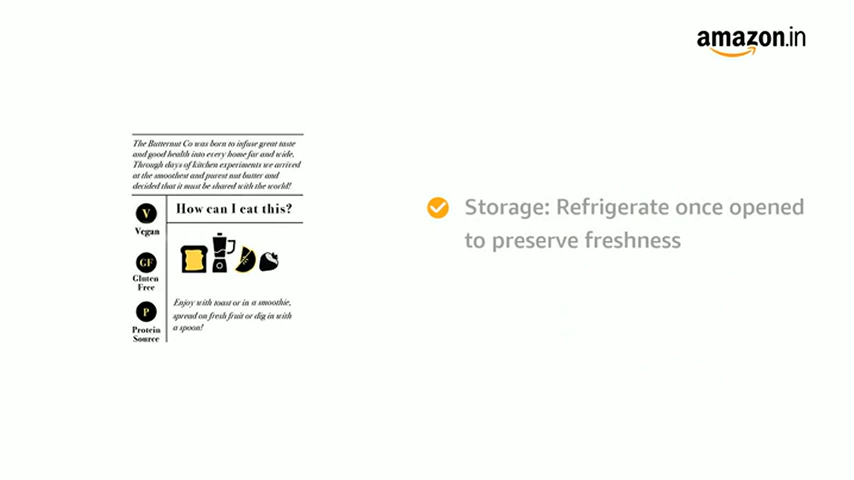 amazon.in
The Butternut Co was born to infuse great taste
and good health into every home far and wide.
Through days of kitchen experiments we arrived
at the smoothest and purest nut butter and
decided that it must be shared with the world!
V
Vegan
GF
Gluten
Free
P
Protein
Source
How can I eat this?
Enjoy with toast or in a smoothie,
spread on fresh fruit or dig in with
a spoon!
Storage: Refrigerate once opened
to preserve freshness